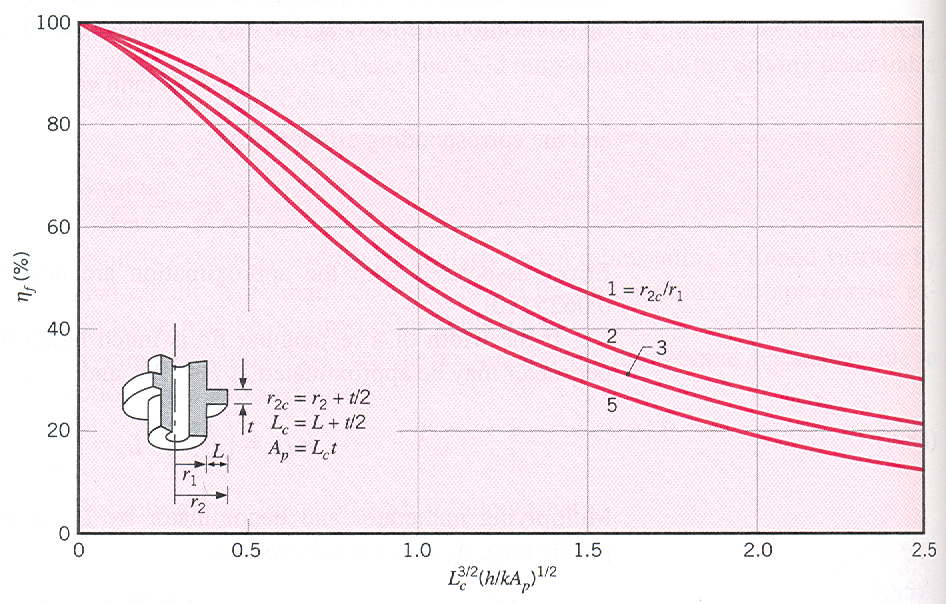 100
80
60
40
20
0
η_f (%)
1 = r_2c/r_1
2
3
5
r_2c = r_2 + t/2
L_c = L + t/2
A_p = L_c t
t
L
r_1
r_2
0 0.5 1.0 1.5 2.0 2.5
L_c^3/2 (h/kA_p)^1/2